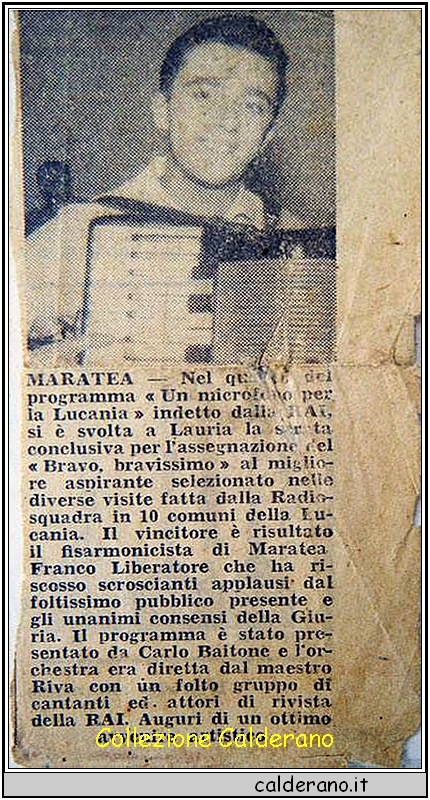 MARATEA — Nel qu del
programma « Un microfono per
la Lucania » indetto dalla RAI,
si è svolta a Lauria la serata
conclusiva per l'assegnazione del
« Bravo, bravissimo » al miglio-
re aspirante selezionato nelle
diverse visite fatta dalla Radio-
squadra in 10 comuni della Lu-
cania. Il vincitore è risultato
il fisarmonicista di Maratea
Franco Liberatore che ha ri-
scosso scroscianti applausi dal
foltissimo pubblico presente e
gli unanimi consensi della Giu-
ria. Il programma è stato pre-
sentato da Carlo Baitone e l'or-
chestra era diretta dal maestro
Riva con un folto gruppo di
cantanti ed attori di rivista
della RAI. Auguri di un ottimo
avvenire artistico.
Collezione Calderano
calderano.it